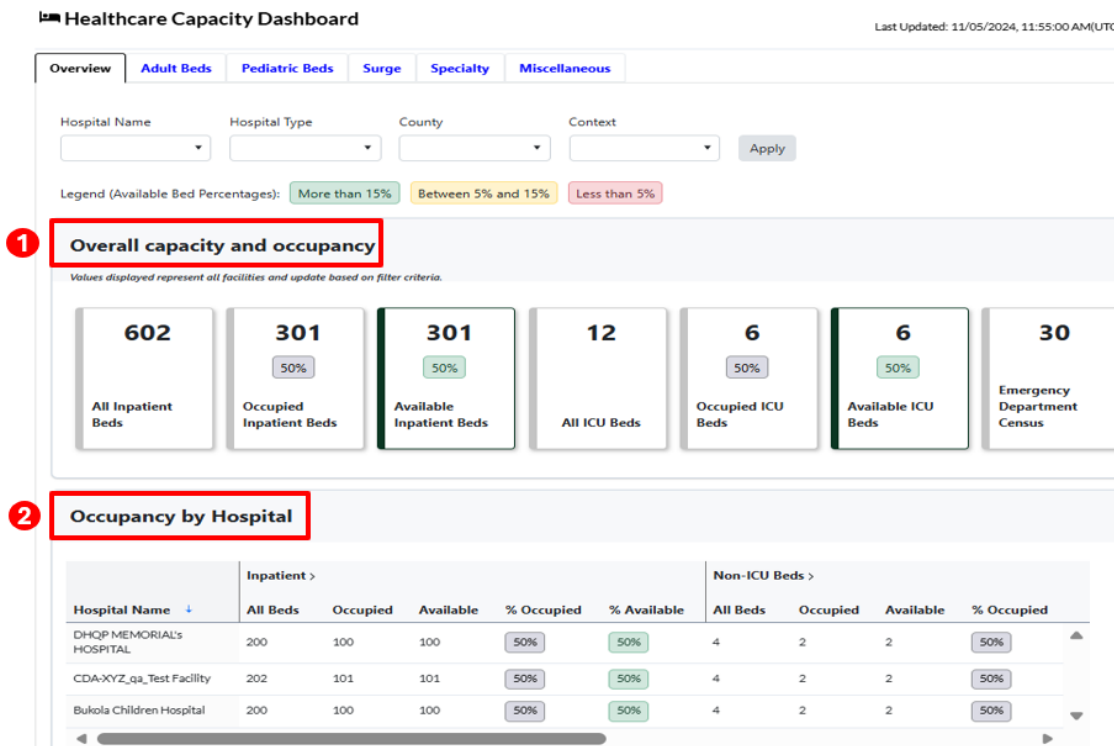 Healthcare Capacity Dashboard
Last Updated: 11/05/2024, 11:55:00 AM(UTC
Overview Adult Beds Pediatric Beds Surge Specialty Miscellaneous
Hospital Name Hospital Type County Context
Apply
Legend (Available Bed Percentages): More than 15% Between 5% and 15% Less than 5%
1 Overall capacity and occupancy
Values displayed represent all facilities and update based on filter criteria.
602 301 301 12 6 6 30
50% 50% 50% 50%
All Inpatient Beds Occupied Inpatient Beds Available Inpatient Beds All ICU Beds Occupied ICU Beds Available ICU Beds Emergency Department Census
2 Occupancy by Hospital
Inpatient > Non-ICU Beds >
Hospital Name ↓ All Beds Occupied Available % Occupied % Available All Beds Occupied Available % Occupied
DHQP MEMORIAL's HOSPITAL 200 100 100 50% 50% 4 2 2 50%
CDA-XYZ_qa_Test Facility 202 101 101 50% 50% 4 2 2 50%
Bukola Children Hospital 200 100 100 50% 50% 4 2 2 50%